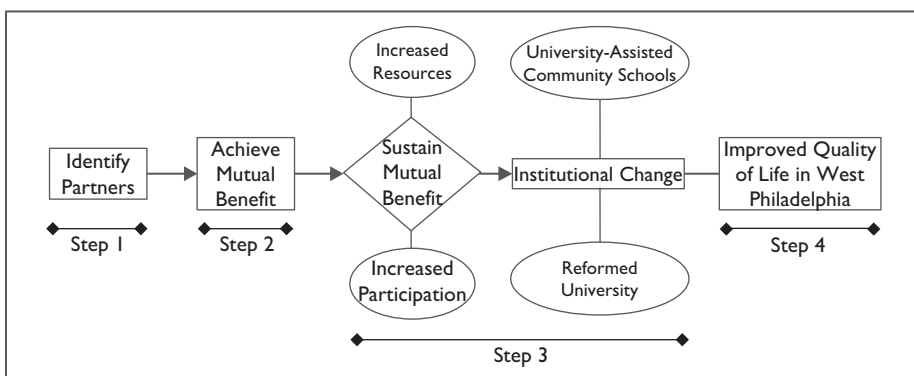 Identify
Partners
Step 1
Achieve
Mutual
Benefit
Step 2
Increased
Resources
Sustain
Mutual
Benefit
Increased
Participation
University-Assisted
Community Schools
Institutional Change
Reformed
University
Step 3
Improved Quality
of Life in West
Philadelphia
Step 4